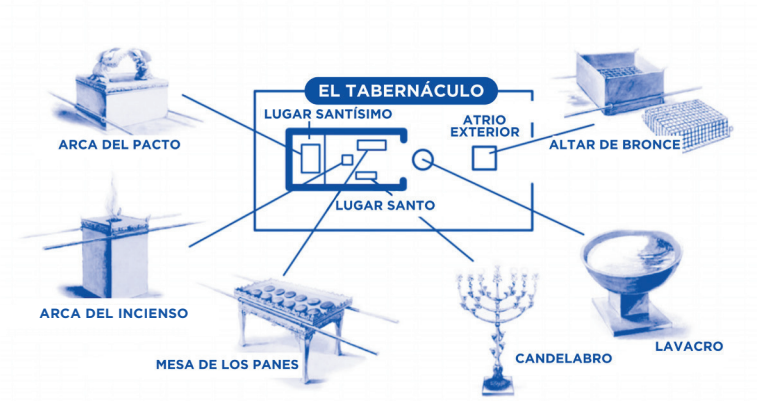 EL TABERNÁCULO
LUGAR SANTÍSIMO
ATRIO
EXTERIOR
ARCA DEL PACTO
ALTAR DE BRONCE
LUGAR SANTO
ARCA DEL INCIENSO
MESA DE LOS PANES
CANDELABRO
LAVACRO